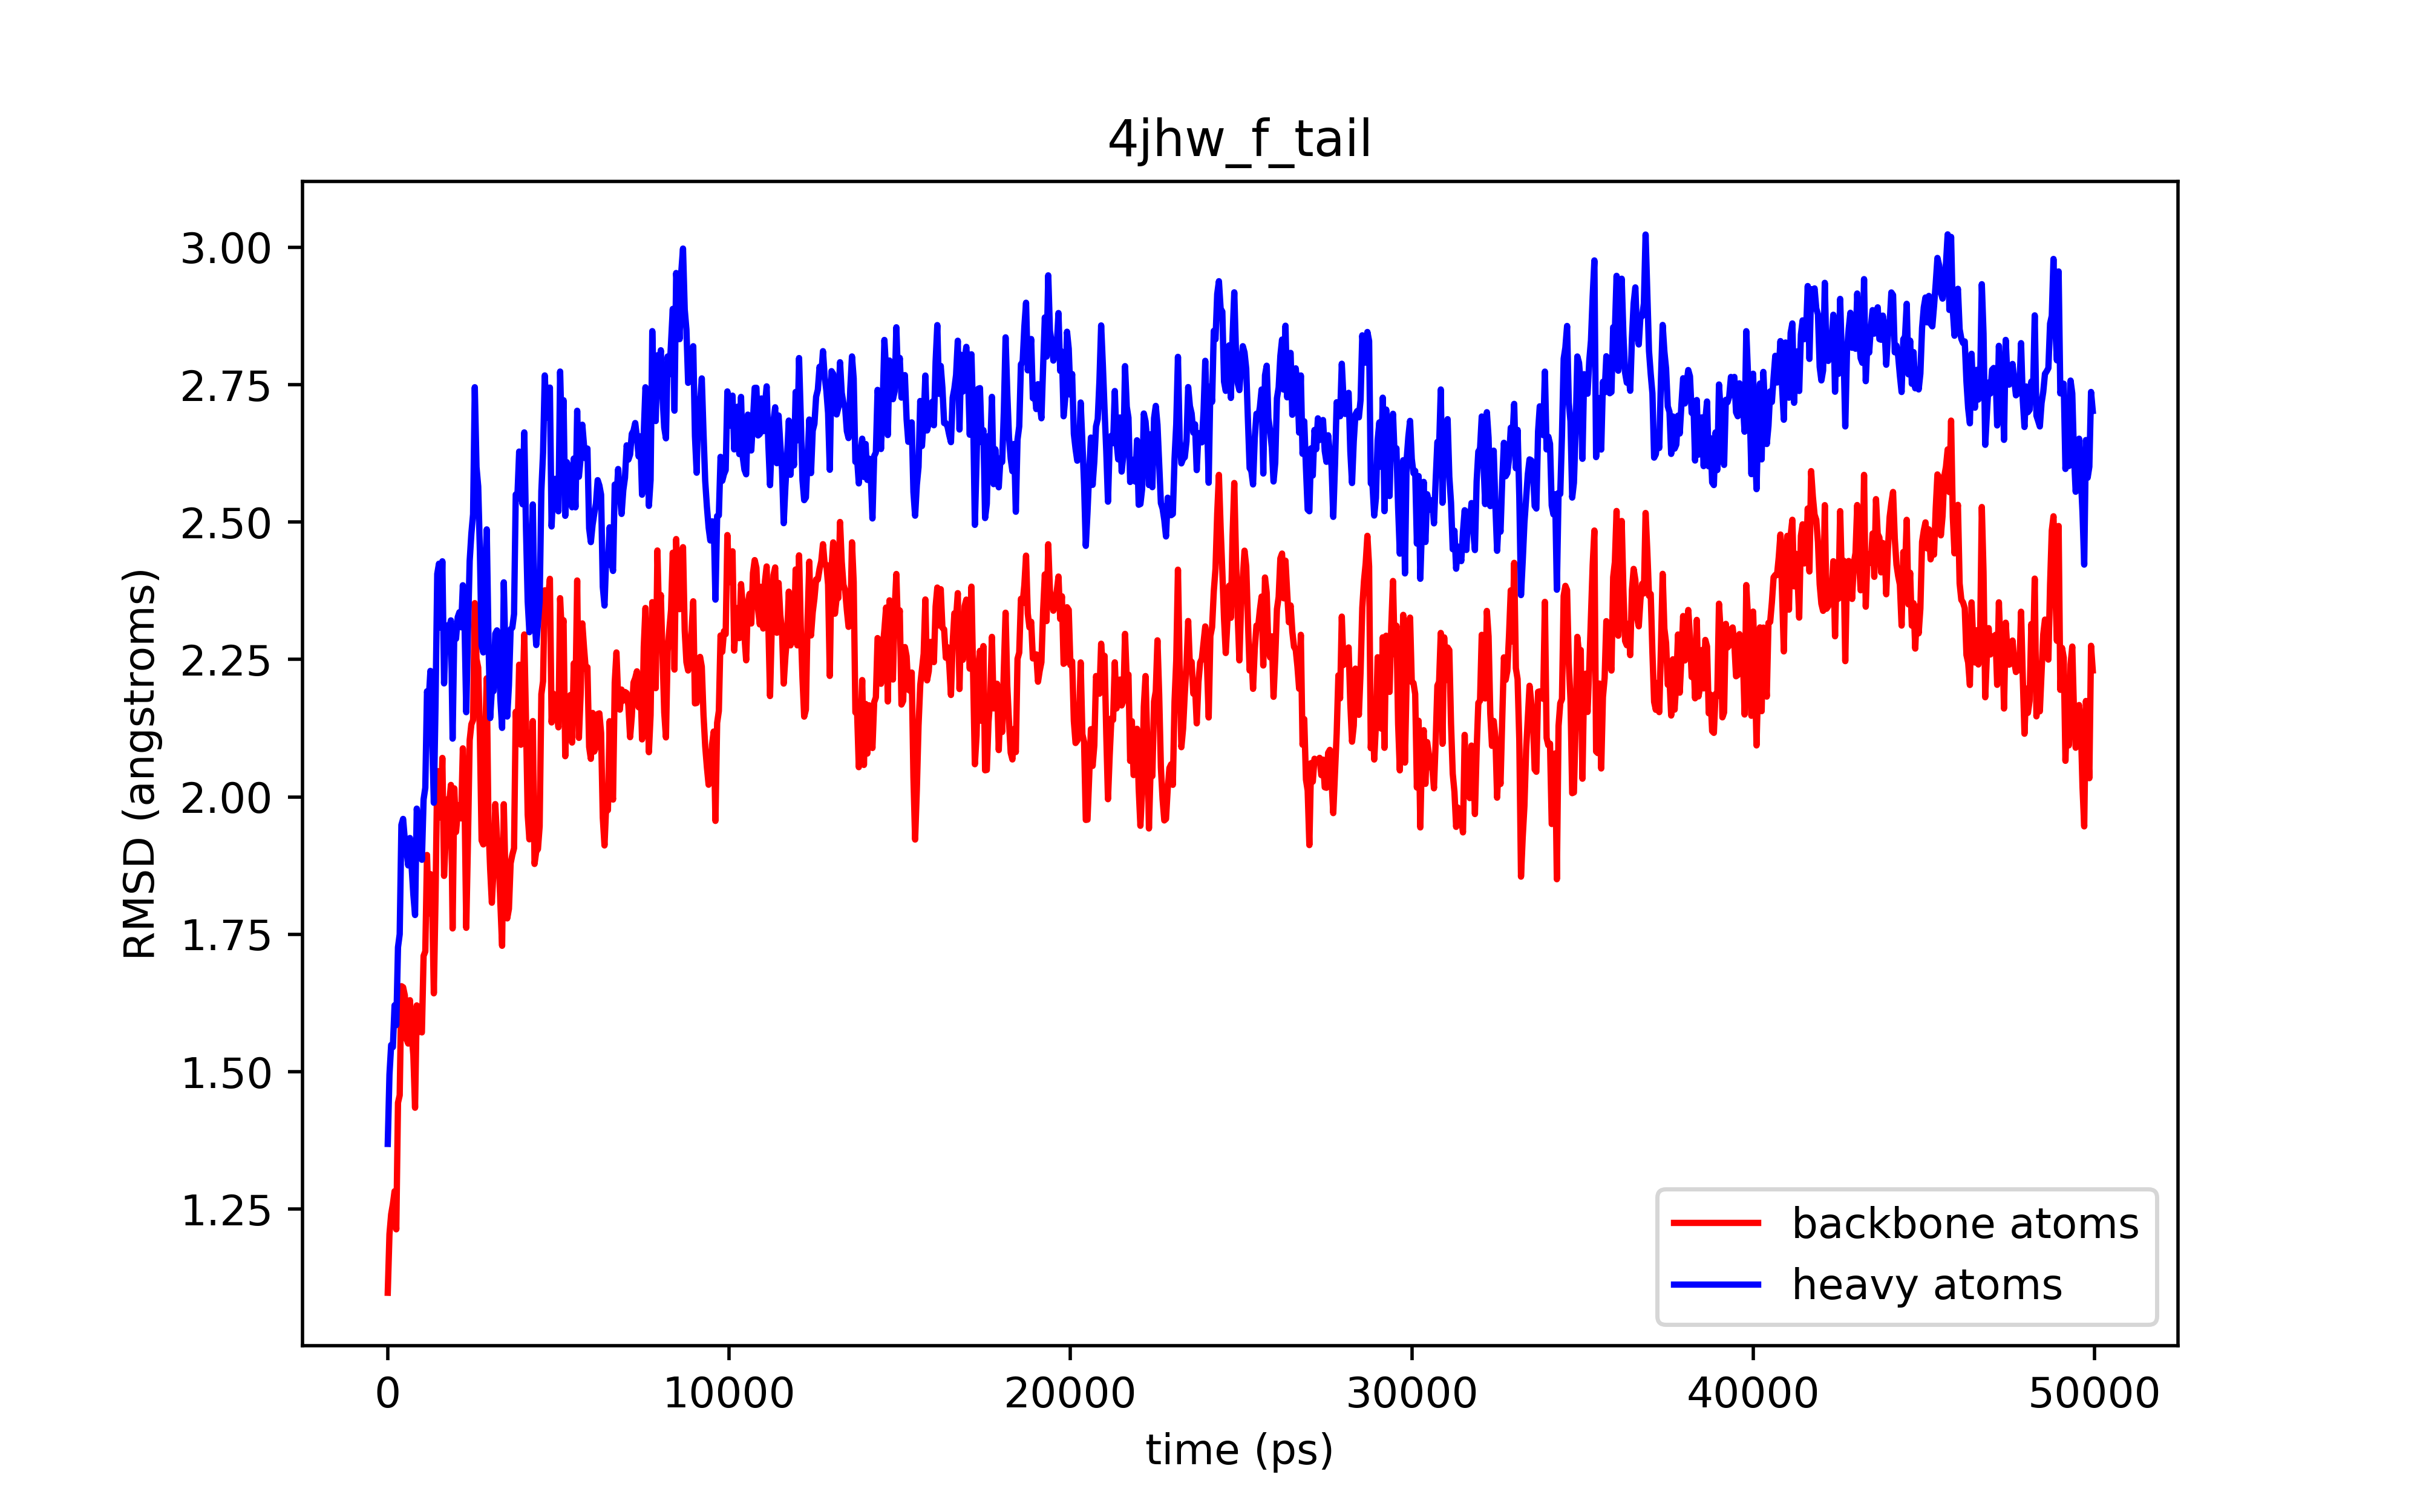 4jhw_f_tail
RMSD (angstroms)
3.00
2.75
2.50
2.25
2.00
1.75
1.50
1.25
backbone atoms
heavy atoms
0 10000 20000 30000 40000 50000
time (ps)